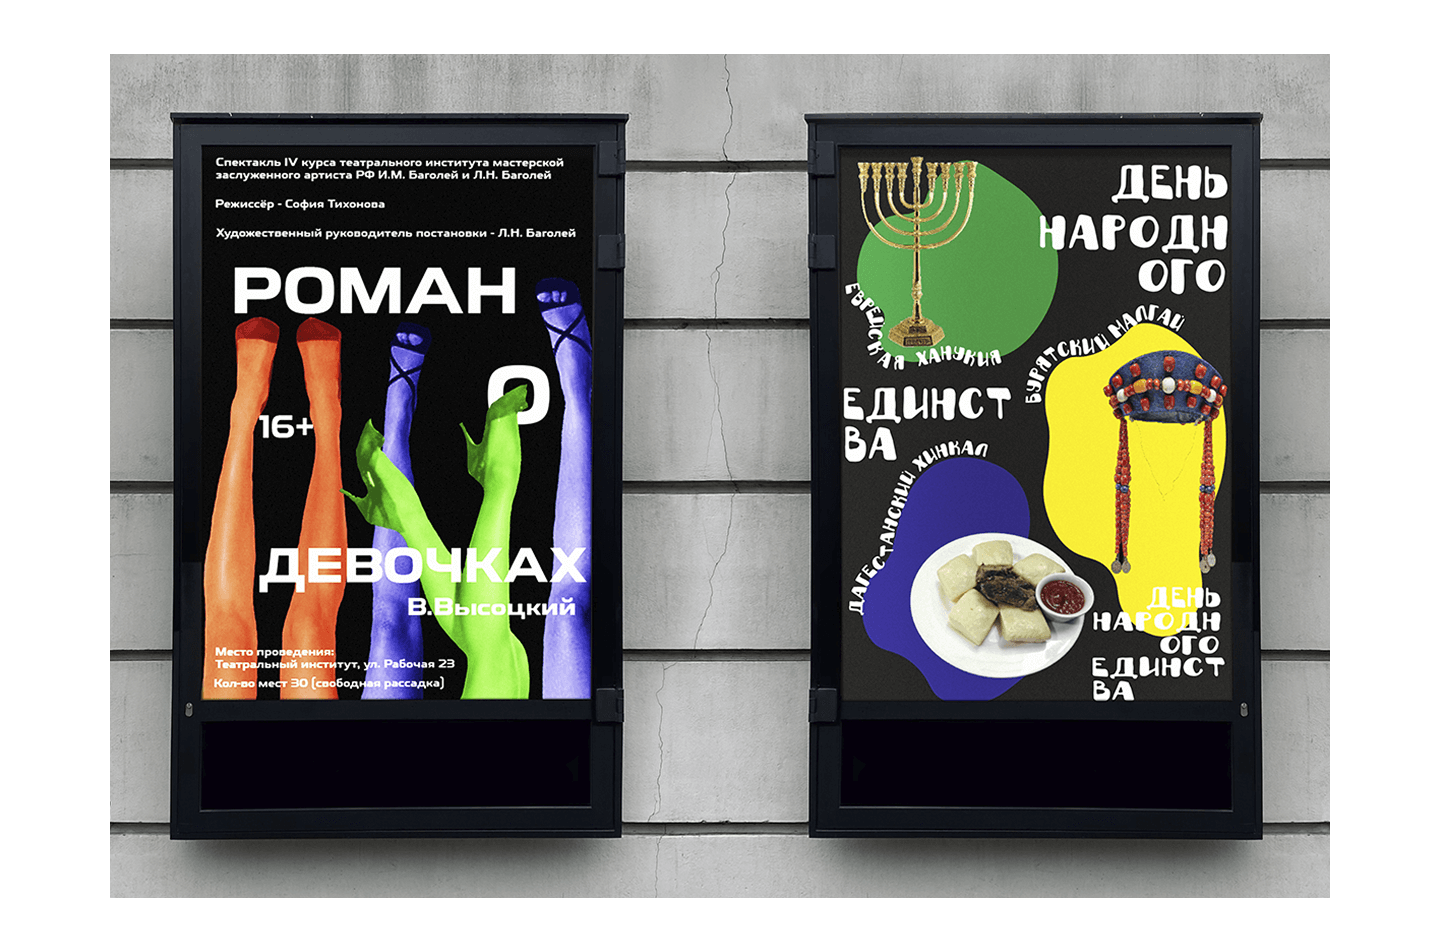 Спектакль IV курса театрального института мастерской
заслуженного артиста РФ И.М. Баголей и Л.Н. Баголей
Режиссёр - София Тихонова
Художественный руководитель постановки - Л.Н. Баголей
РОМАН
О
16+
ДЕВОЧКАХ
В.Высоцкий
Место проведения:
Театральный институт, ул. Рабочая 23
Кол-во мест 30 (свободная рассадка)
ДЕНЬ
НАРОДН
ОГО
ЕВРЕЙСКАЯ ХАНУКИЯ
БУРЯТСКИЙ МАЛГАЙ
ЕДИНСТ
ВА
ДАГЕСТАНСКИЙ ХИНКАЛ
ДЕНЬ
НАРОДН
ОГО
ЕДИНСТ
ВА